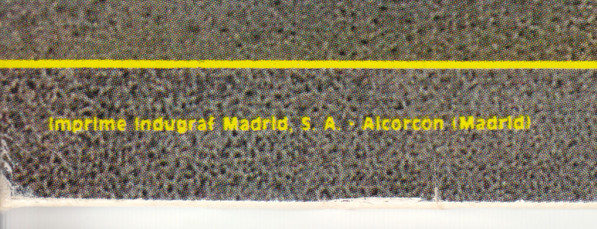 Imprime Indugraf Madrid, S. A. - Alcorcon (Madrid)